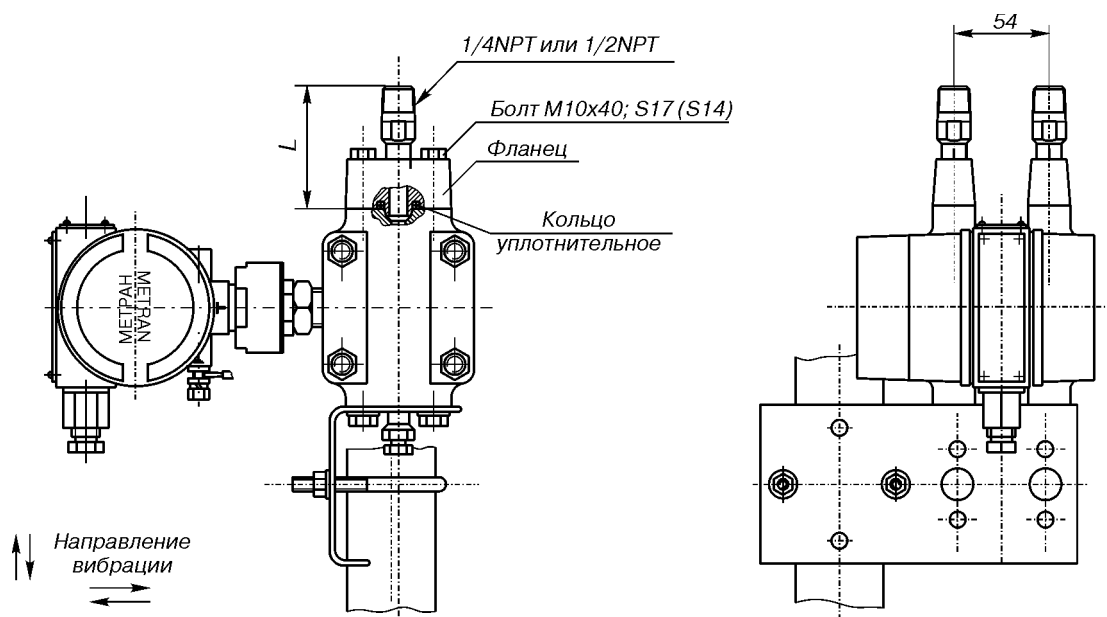 54
1/4NPT или 1/2NPT
Болт М10х40; S17 (S14)
Фланец
L
Кольцо
уплотнительное
МЕТРАН
METRAN
Направление
вибрации